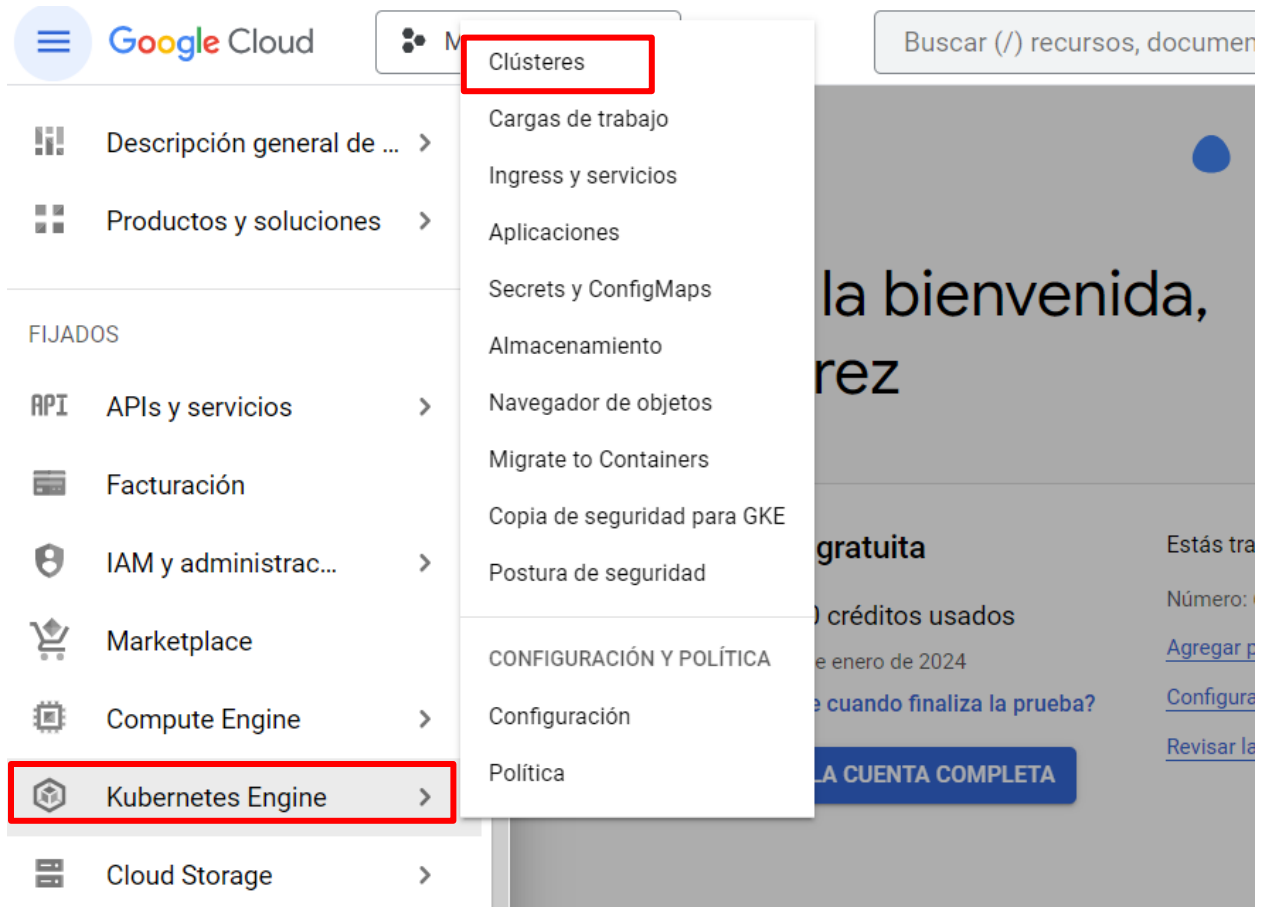 Google Cloud
Buscar (/) recursos,
Descripción general de ...
Productos y soluciones
FIJADOS
API APIs y servicios
Facturación
IAM y administrac...
Marketplace
Compute Engine
Kubernetes Engine
Cloud Storage
Clústeres
Cargas de trabajo
Ingress y servicios
Aplicaciones
Secrets y ConfigMaps
Almacenamiento
Navegador de objetos
Migrate to Containers
Copia de seguridad para GKE
Postura de seguridad
CONFIGURACIÓN Y POLÍTICA
Configuración
Política
la bienvenida,
rez
gratuita
créditos usados
e enero de 2024
cuando finaliza la prueba?
LA CUENTA COMPLETA
Estás tra
Número:
Agregar p
Configura
Revisar la